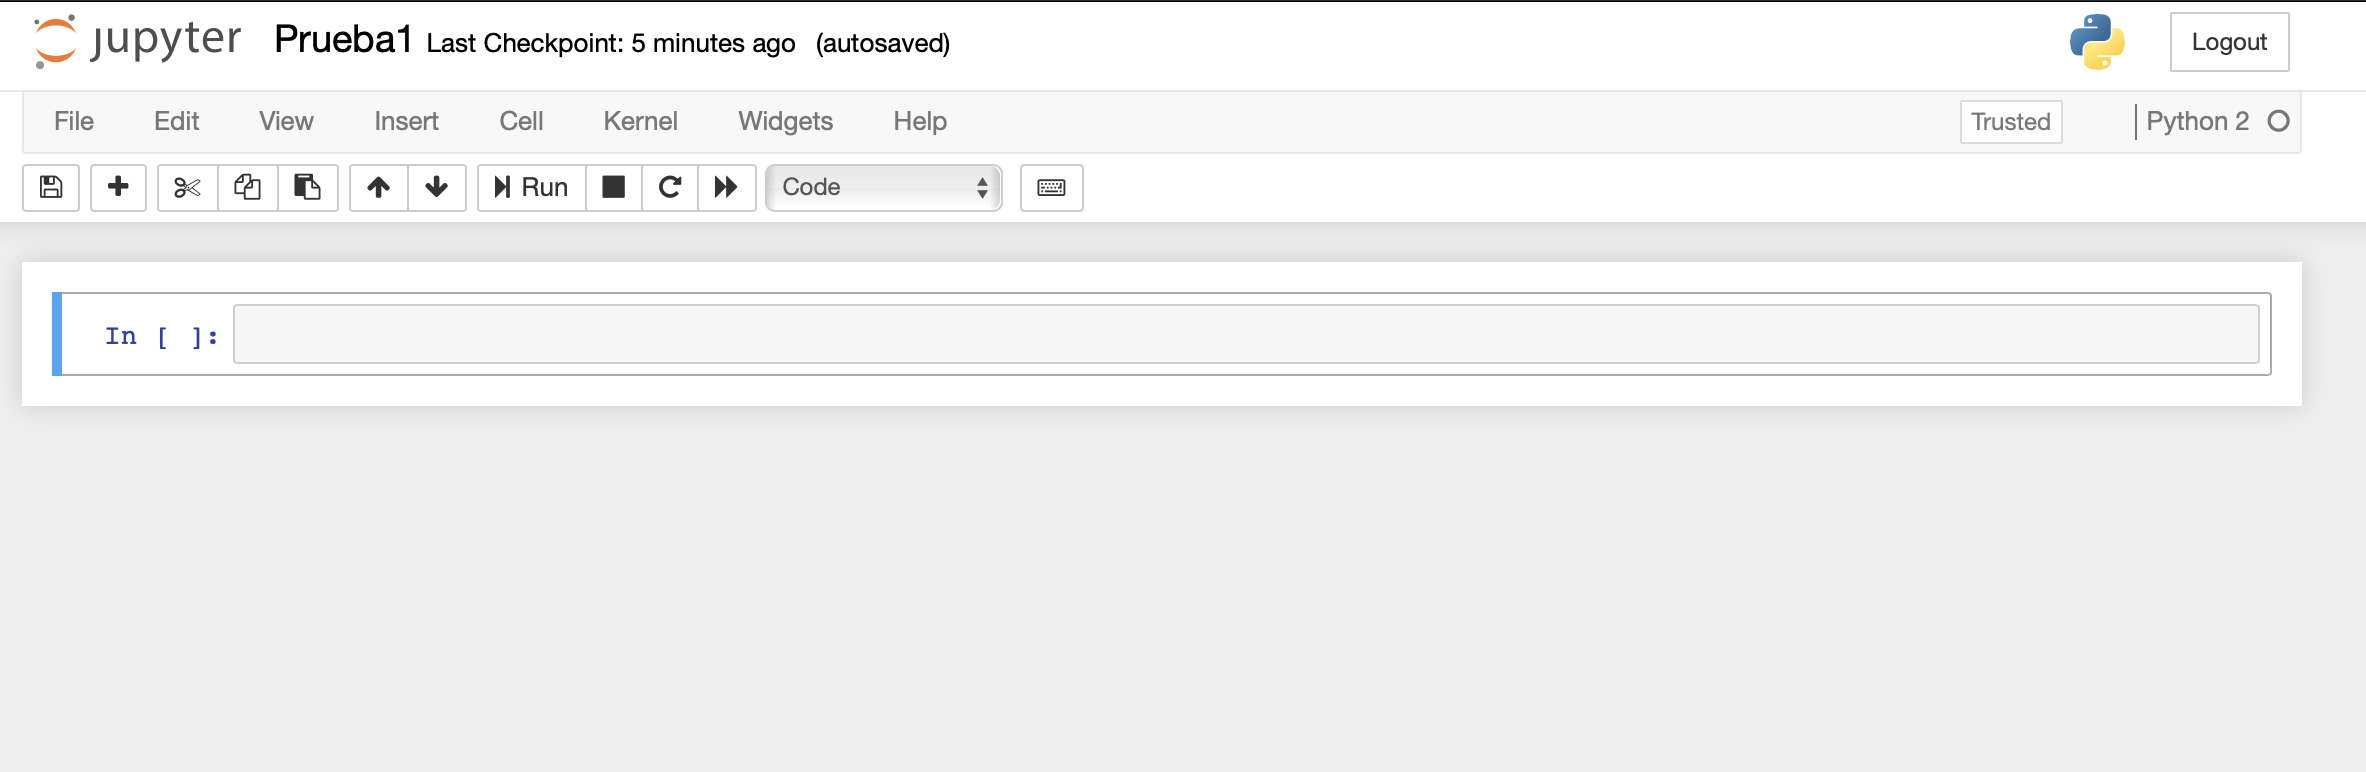 jupyter Prueba1 Last Checkpoint: 5 minutes ago (autosaved) Logout
File Edit View Insert Cell Kernel Widgets Help Trusted Python 2
Run Code
In [ ]: